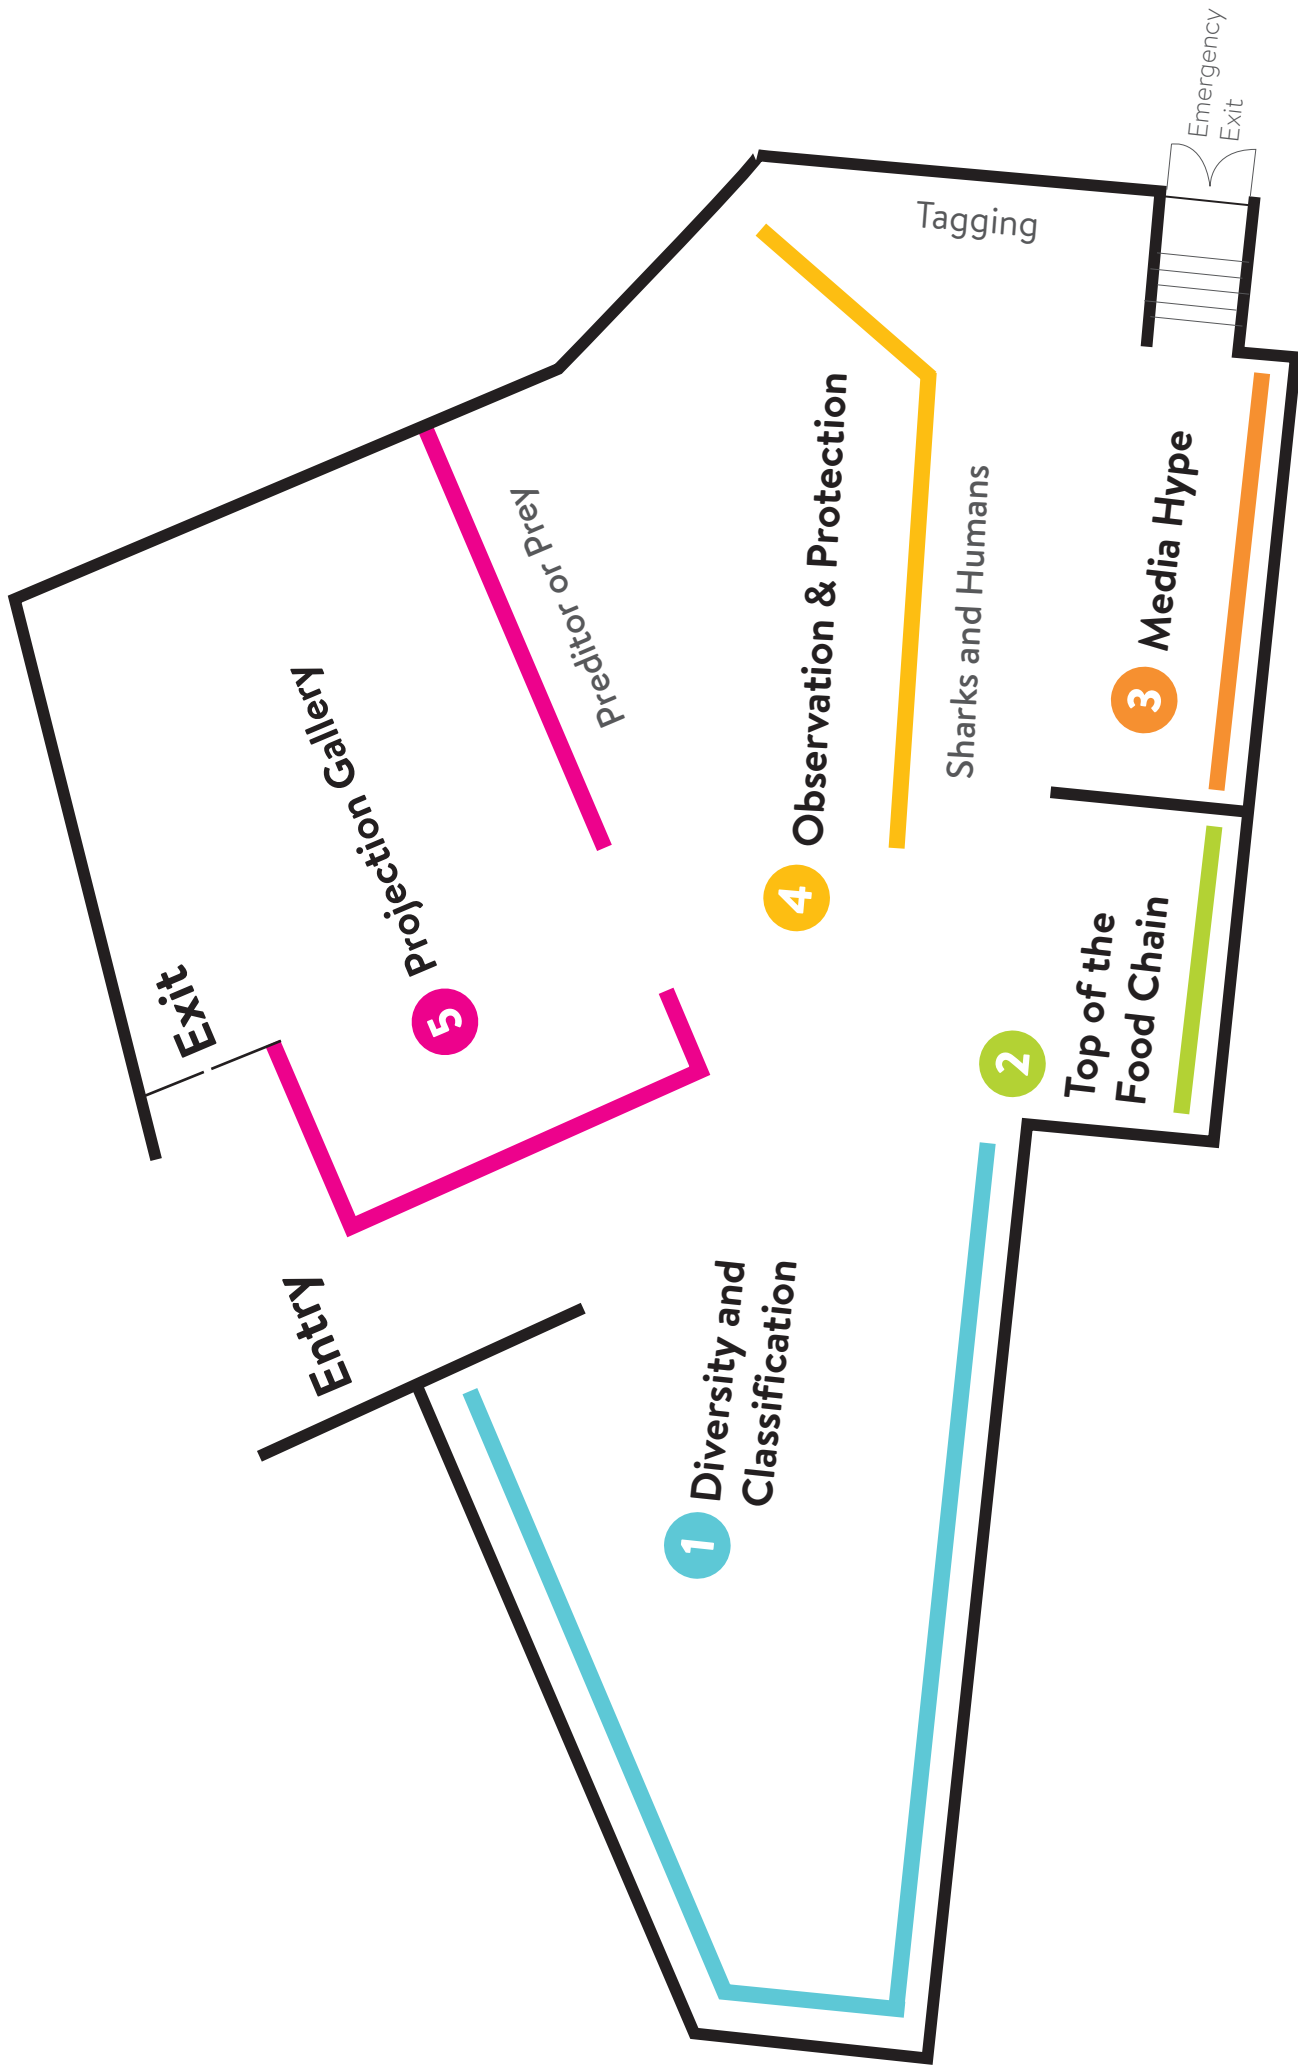 Entry
Exit
1
Diversity and
Classification
2
Top of the
Food Chain
3
Media Hype
Sharks and Humans
Tagging
4
Observation & Protection
Preditor or Prey
5
Projection Gallery
Emergency
Exit